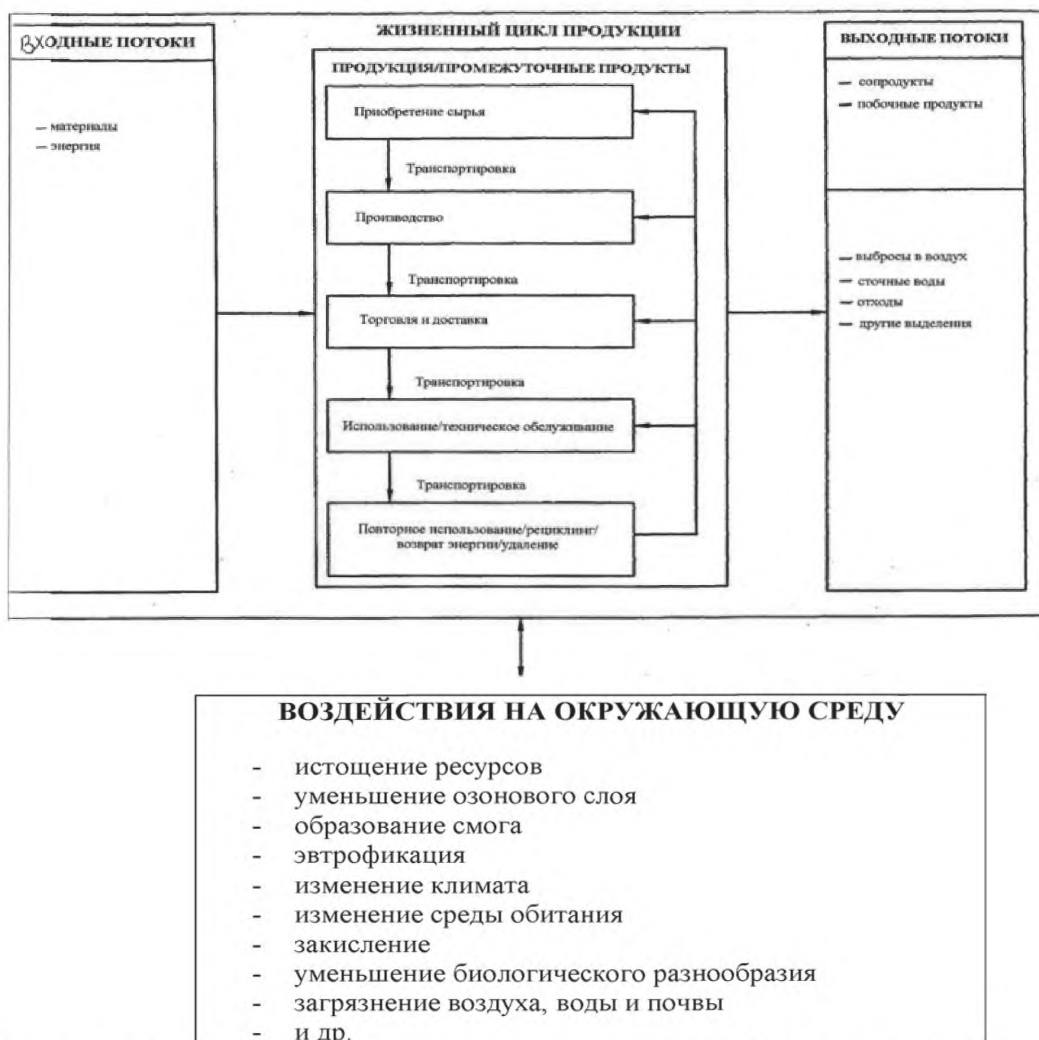 ВХОДНЫЕ ПОТОКИ
— материалы
— энергия
ЖИЗНЕННЫЙ ЦИКЛ ПРОДУКЦИИ
ПРОДУКЦИЯ/ПРОМЕЖУТОЧНЫЕ ПРОДУКТЫ
Приобретение сырья
Транспортировка
Производство
Транспортировка
Торговля и доставка
Транспортировка
Использование/техническое обслуживание
Транспортировка
Повторное использование/рециклинг/
возврат энергии/удаление
ВЫХОДНЫЕ ПОТОКИ
— сопродукты
— побочные продукты
— выбросы в воздух
— сточные воды
— отходы
— другие выделения
ВОЗДЕЙСТВИЯ НА ОКРУЖАЮЩУЮ СРЕДУ
- истощение ресурсов
- уменьшение озонового слоя
- образование смога
- эвтрофикация
- изменение климата
- изменение среды обитания
- закисление
- уменьшение биологического разнообразия
- загрязнение воздуха, воды и почвы
- и др.